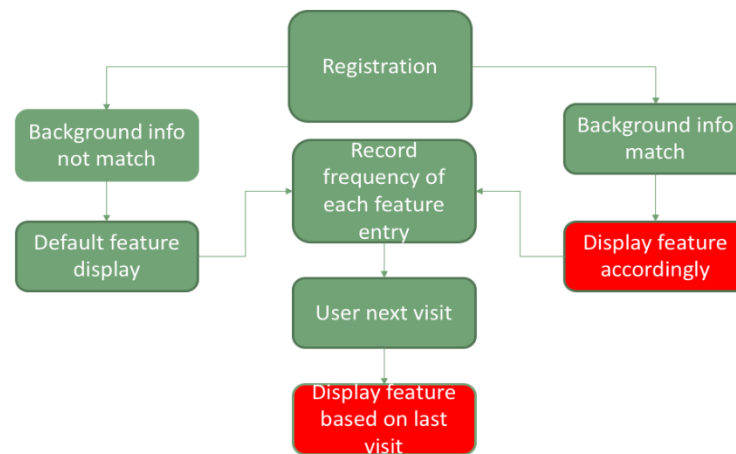 Registration
Background info
not match
Background info
match
Record
frequency of
each feature
entry
Default feature
display
Display feature
accordingly
User next visit
Display feature
based on last
visit